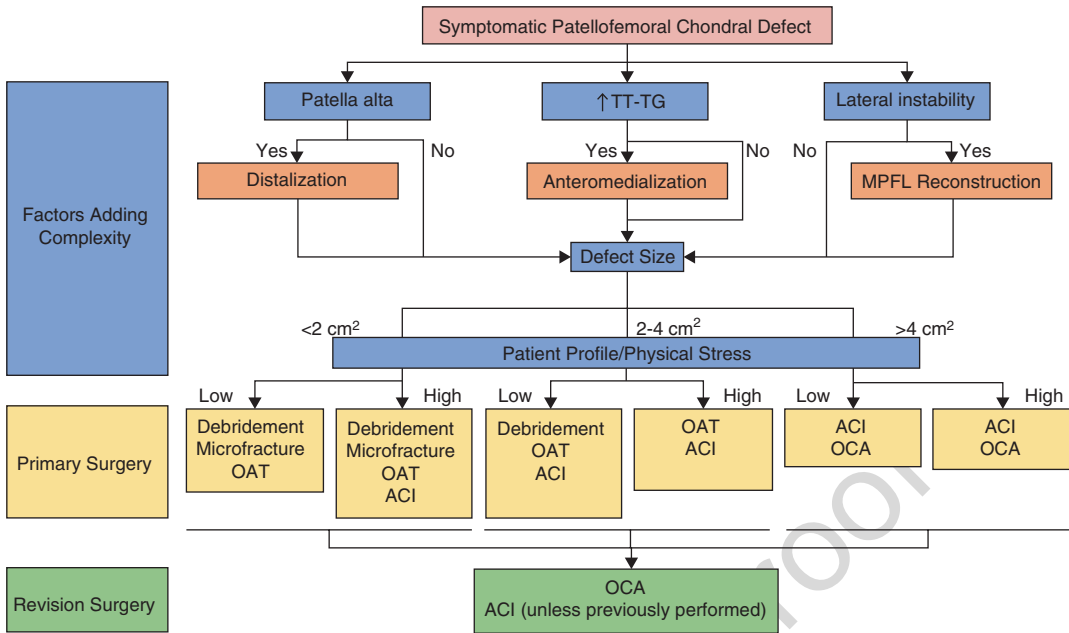 Symptomatic Patellofemoral Chondral Defect
Factors Adding
Complexity
Patella alta
↑TT-TG
Lateral instability
Yes
No
Yes
No
No
Yes
Distalization
Anteromedialization
MPFL Reconstruction
Defect Size
<2 cm²
2-4 cm²
>4 cm²
Patient Profile/Physical Stress
Low
High
Low
High
Low
High
Primary Surgery
Debridement
Microfracture
OAT
Debridement
Microfracture
OAT
ACI
Debridement
OAT
ACI
OAT
ACI
ACI
OCA
ACI
OCA
Revision Surgery
OCA
ACI (unless previously performed)